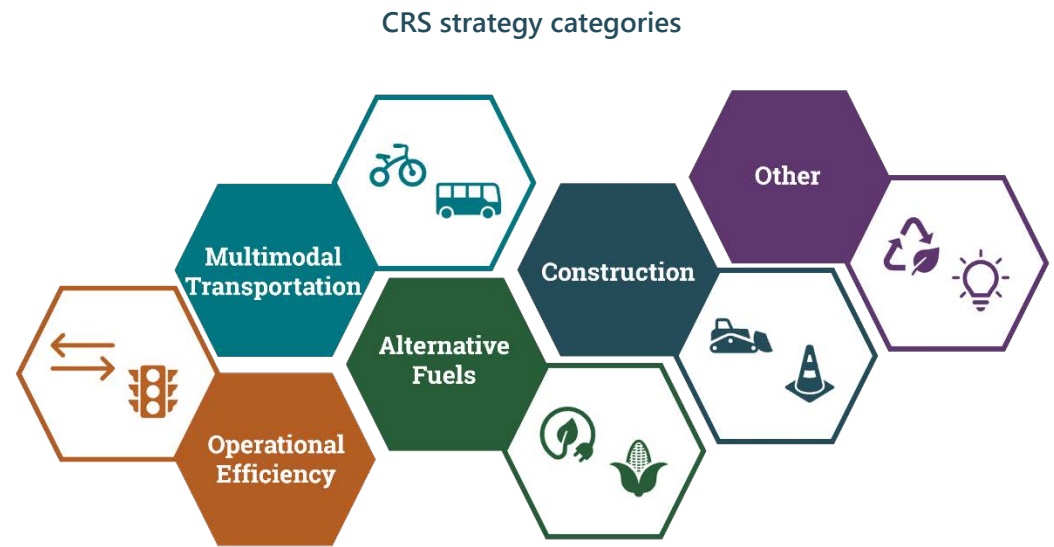 CRS strategy categories
Other
Multimodal
Transportation
Construction
Alternative
Fuels
Operational
Efficiency